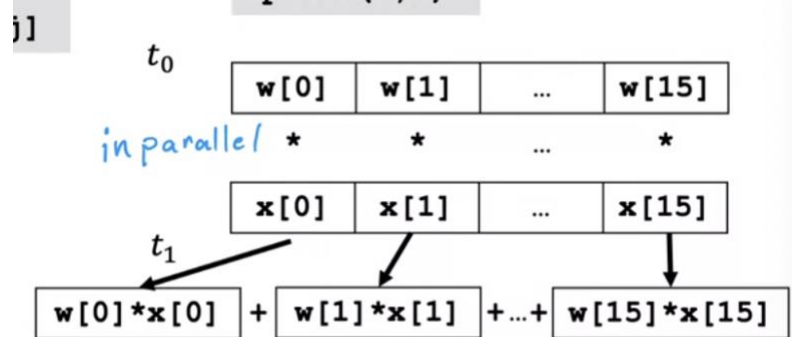 j]
t₀
w[0] w[1] ... w[15]
in parallel * * ... *
x[0] x[1] ... x[15]
t₁
w[0]*x[0] + w[1]*x[1] +...+ w[15]*x[15]